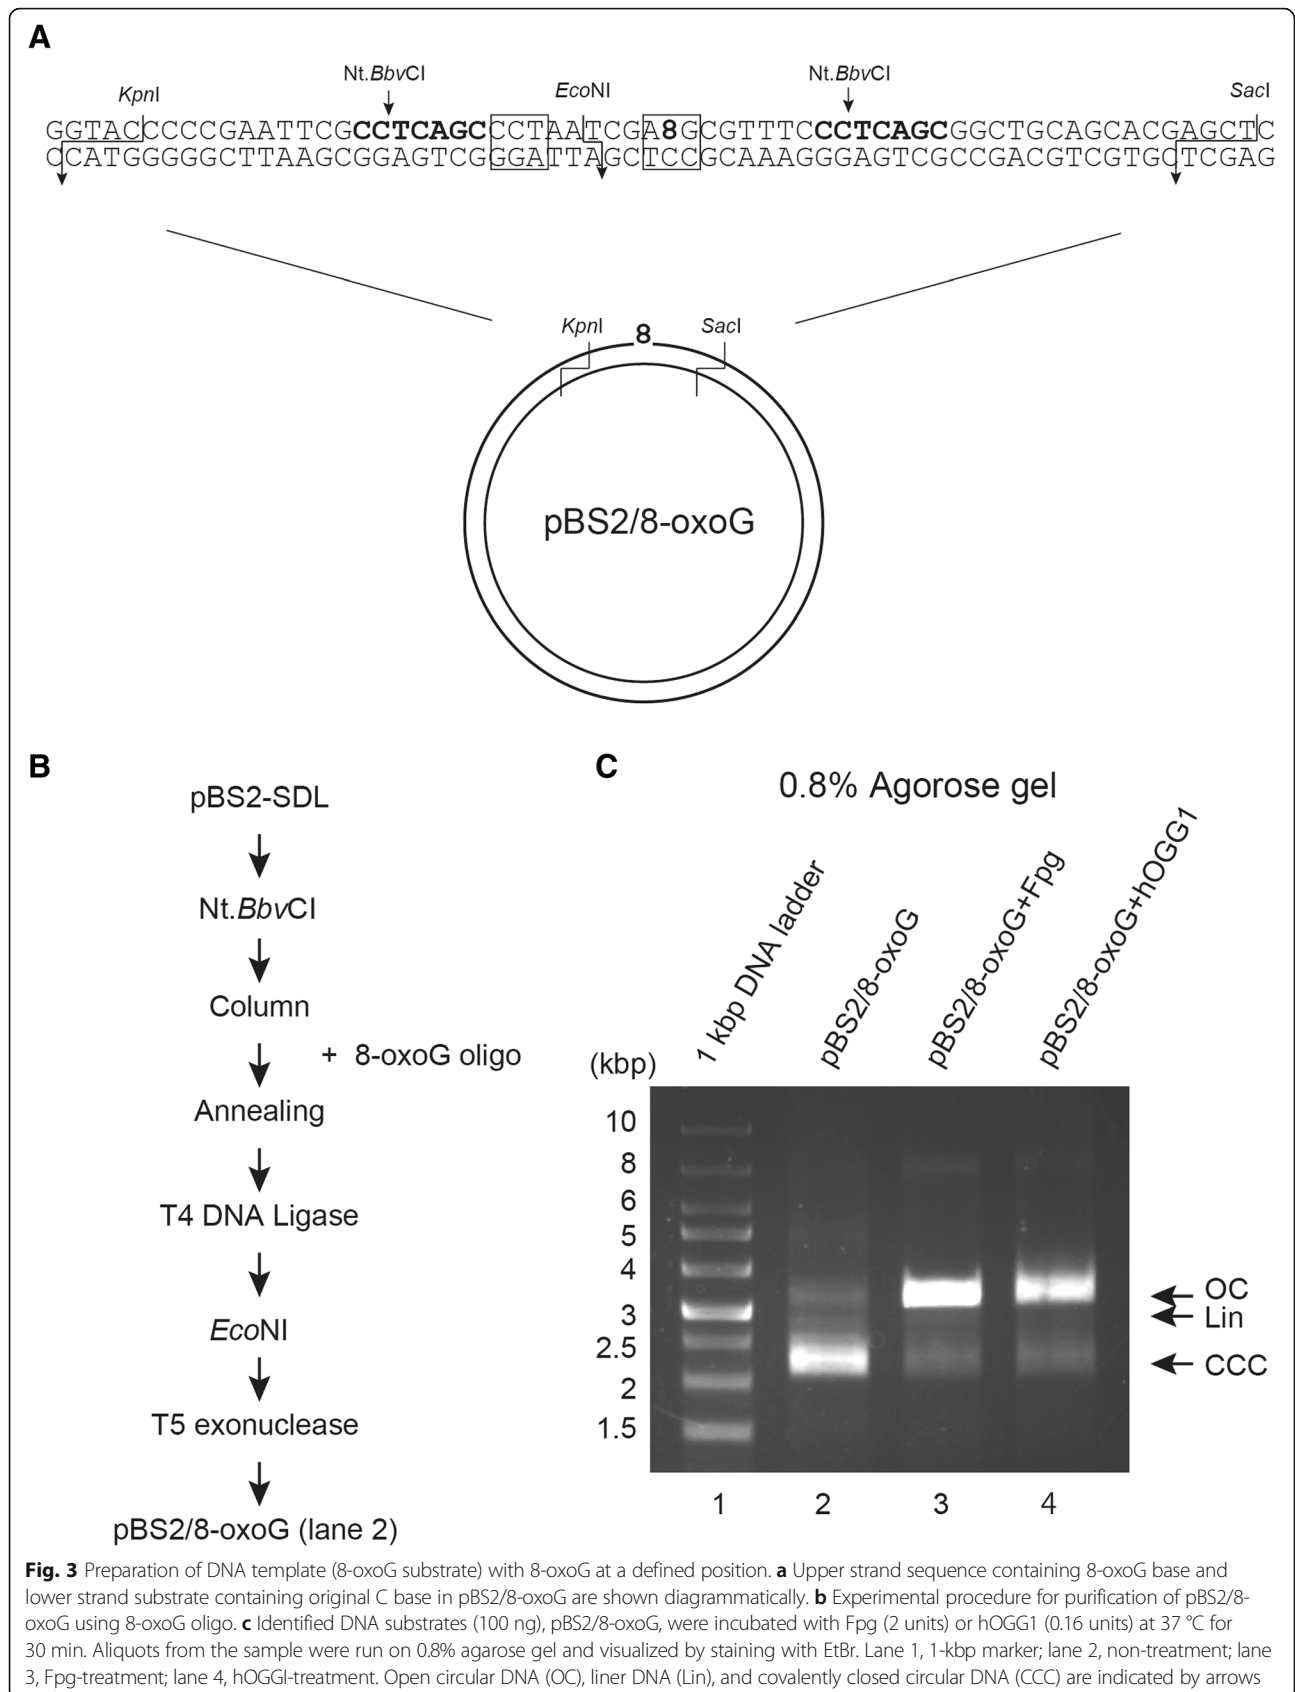 A
KpnI
Nt.BbvCI
EcoNI
Nt.BbvCI
SacI
GGTACCCCCCGAATTCGCCTCAGCCCTAATCGA8GCGTTTCCCTCAGCGGCTGCAGCACGAGCTC
CCATGGGGGGCTTAAGCGGAGTCGGGATTAGCTCCGCAAAGGGAGTCGCCGACGTCGTGCTCGAG
KpnI
8
SacI
pBS2/8-oxoG
B
pBS2-SDL
Nt.BbvCI
Column
+ 8-oxoG oligo
Annealing
T4 DNA Ligase
EcoNI
T5 exonuclease
pBS2/8-oxoG (lane 2)
C
0.8% Agorose gel
1 kbp DNA ladder
pBS2/8-oxoG
pBS2/8-oxoG+Fpg
pBS2/8-oxoG+hOGG1
(kbp)
10
8
6
5
4
3
2.5
2
1.5
OC
Lin
CCC
1
2
3
4
Fig. 3 Preparation of DNA template (8-oxoG substrate) with 8-oxoG at a defined position. a Upper strand sequence containing 8-oxoG base and
lower strand substrate containing original C base in pBS2/8-oxoG are shown diagrammatically. b Experimental procedure for purification of pBS2/8-
oxoG using 8-oxoG oligo. c Identified DNA substrates (100 ng), pBS2/8-oxoG, were incubated with Fpg (2 units) or hOGG1 (0.16 units) at 37 °C for
30 min. Aliquots from the sample were run on 0.8% agarose gel and visualized by staining with EtBr. Lane 1, 1-kbp marker; lane 2, non-treatment; lane
3, Fpg-treatment; lane 4, hOGGI-treatment. Open circular DNA (OC), liner DNA (Lin), and covalently closed circular DNA (CCC) are indicated by arrows